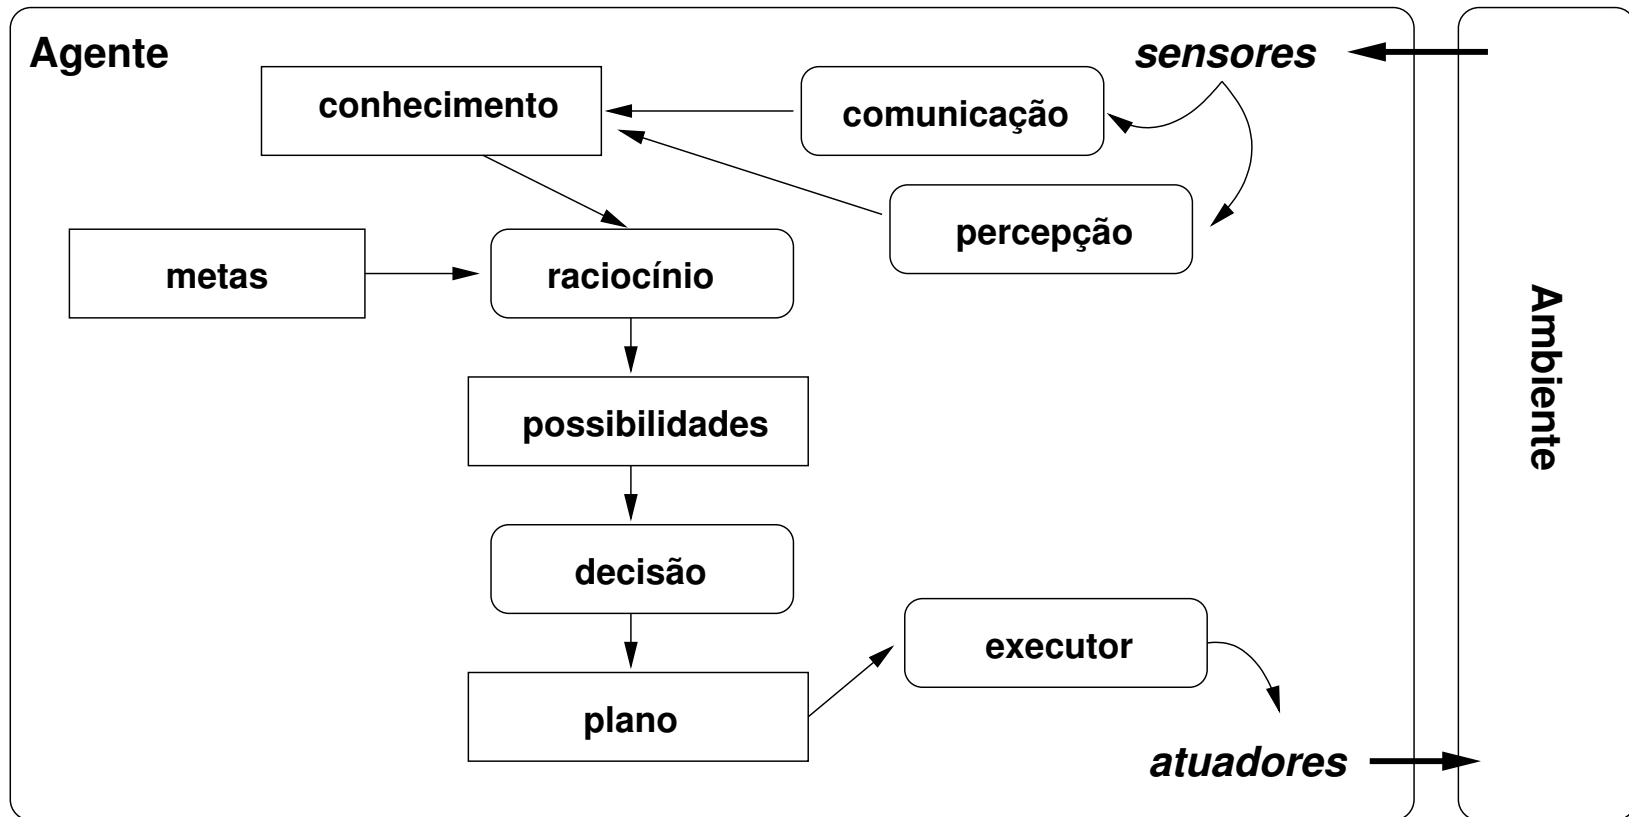 Agente
sensores
conhecimento
comunicação
percepção
metas
raciocínio
possibilidades
decisão
executor
plano
atuadores
Ambiente